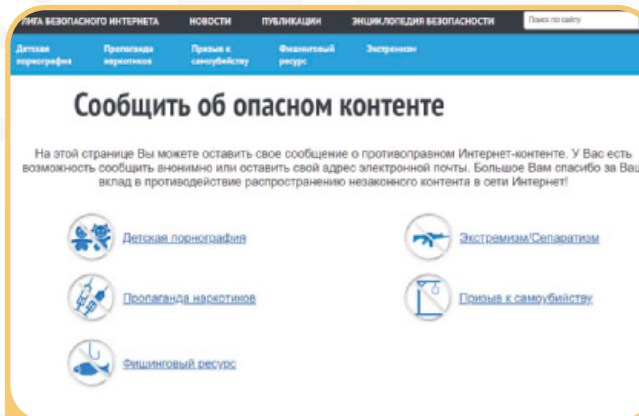 ЛИГА БЕЗОПАСНОГО ИНТЕРНЕТА НОВОСТИ ПУБЛИКАЦИИ ЭНЦИКЛОПЕДИЯ БЕЗОПАСНОСТИ Поиск по сайту
Детская порнография Пропаганда наркотиков Призыв к самоубийству Фишинговый ресурс Экстремизм
Сообщить об опасном контенте
На этой странице Вы можете оставить свое сообщение о противоправном Интернет-контенте. У Вас есть
возможность сообщить анонимно или оставить свой адрес электронной почты. Большое Вам спасибо за Ваш
вклад в противодействие распространению незаконного контента в сети Интернет!
Детская порнография Экстремизм/Сепаратизм
Пропаганда наркотиков Призыв к самоубийству
Фишинговый ресурс